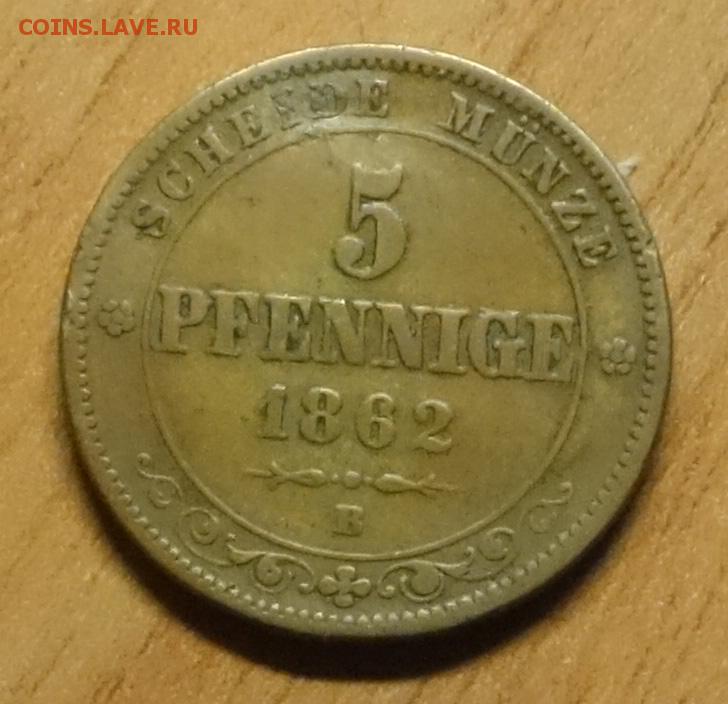 COINS.LAVE.RU
SCHEIDE MÜNZE
5
PFENNIGE
1862
B